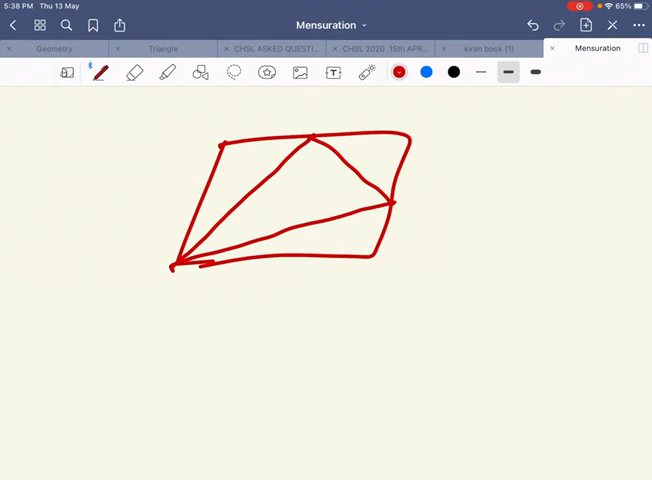 5:38 PM Thu 13 May
65%
Mensuration
Geometry
Triangle
CHSL ASKED QUESTI...
CHSL 2020 15th APR...
kiran book (1)
Mensuration
T